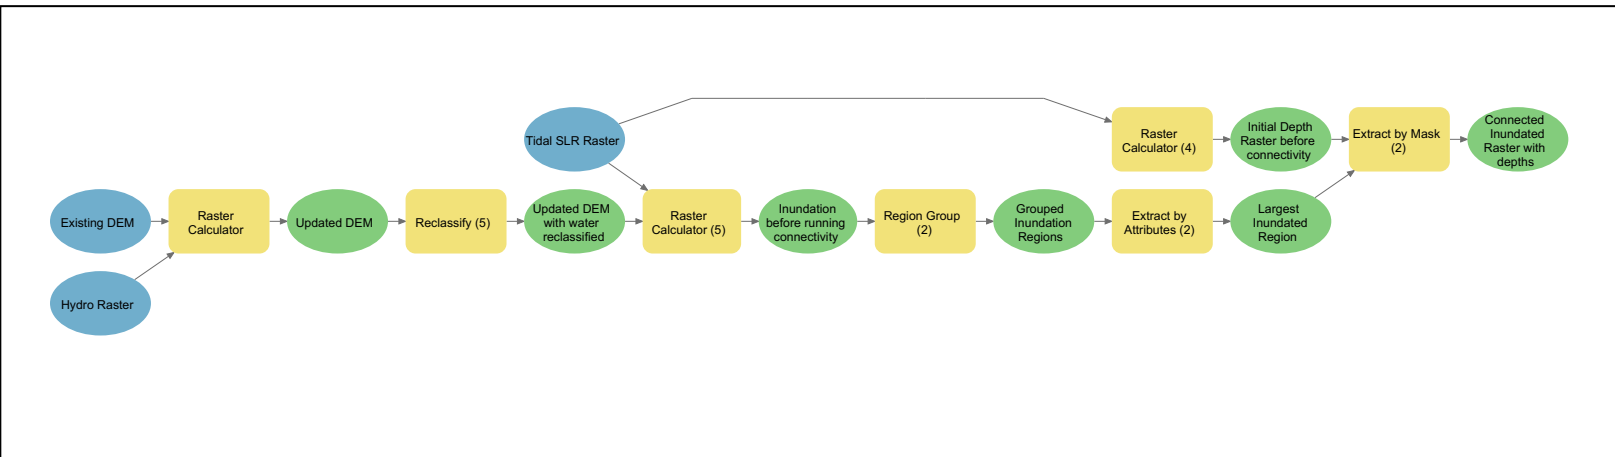 Tidal SLR Raster
Raster
Calculator (4)
Initial Depth
Raster before
connectivity
Extract by Mask
(2)
Connected
Inundated
Raster with
depths
Existing DEM
Raster
Calculator
Updated DEM
Reclassify (5)
Updated DEM
with water
reclassified
Raster
Calculator (5)
Inundation
before running
connectivity
Region Group
(2)
Grouped
Inundation
Regions
Extract by
Attributes (2)
Largest
Inundated
Region
Hydro Raster